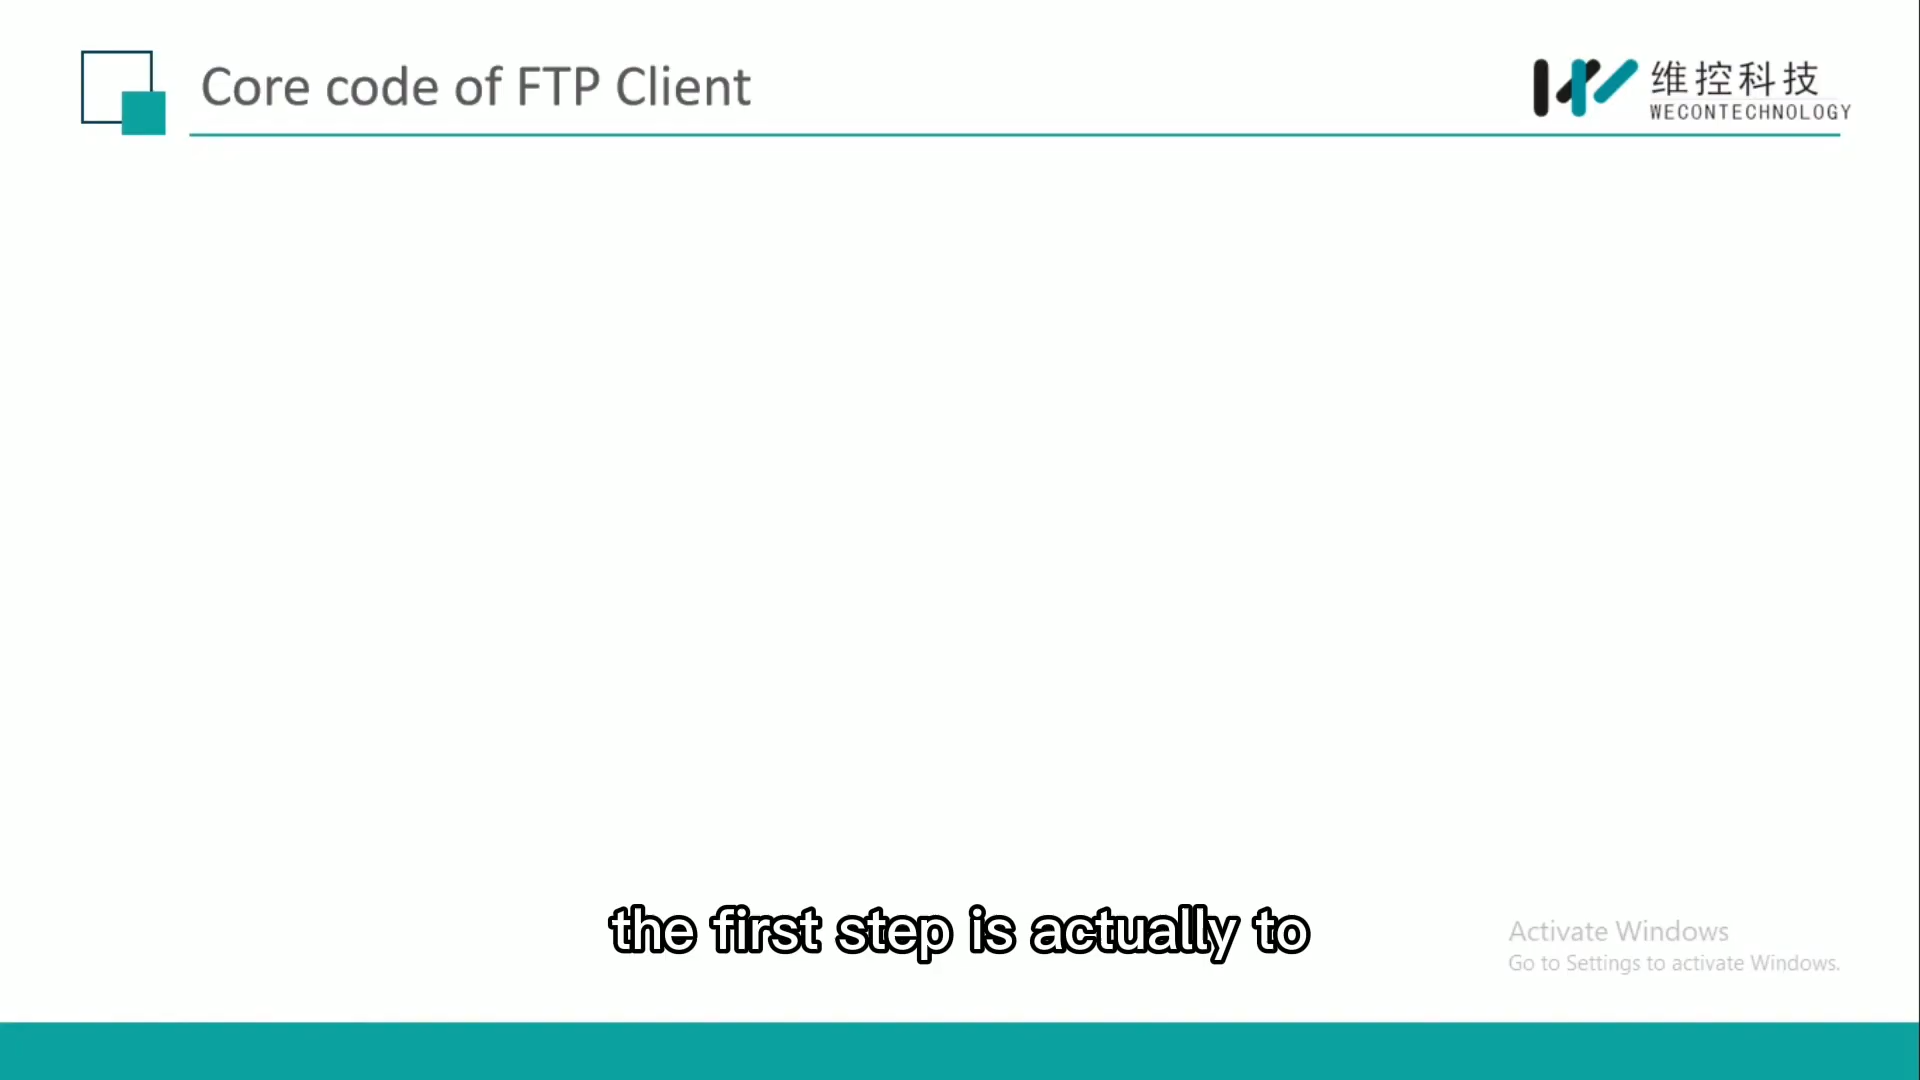 Core code of FTP Client
维控科技
WECONTECHNOLOGY
the first step is actually to
Activate Windows
Go to Settings to activate Windows.